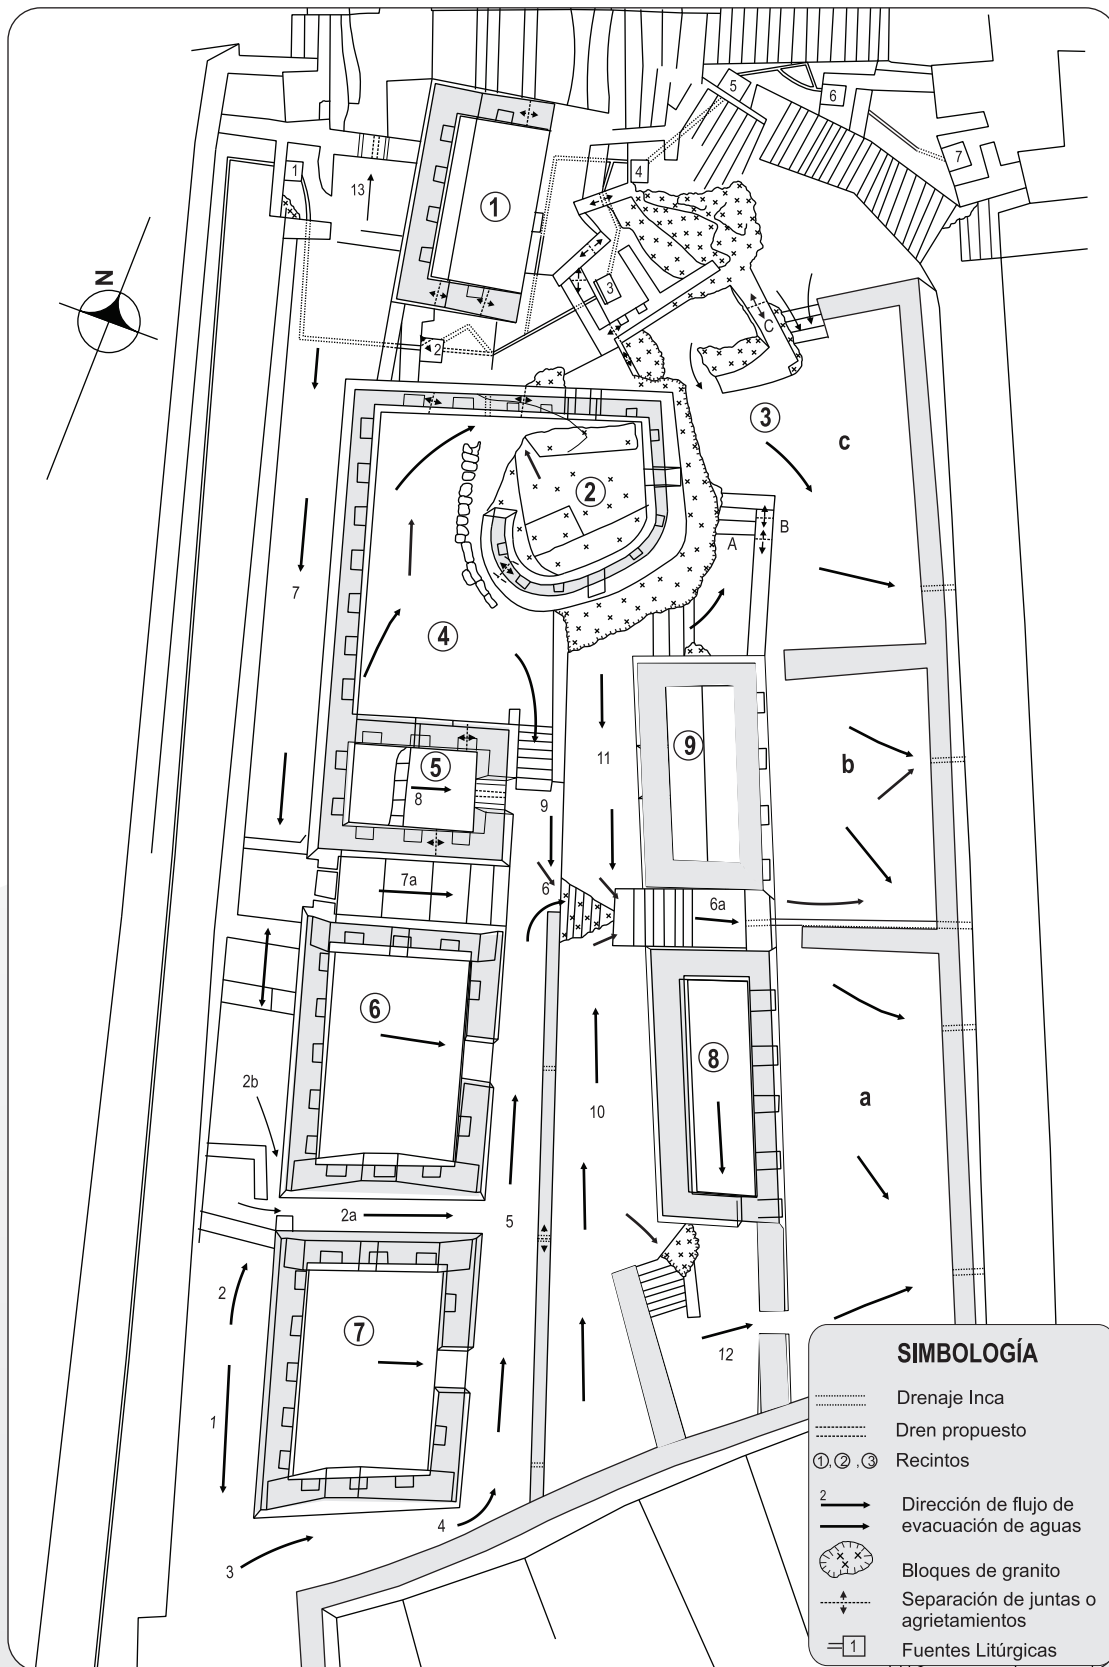 5
6
1
7
4
13
N
1
3
2
C
3
c
2
B
A
7
4
11
9
5
b
8
9
7a
6
6a
6
8
2b
10
a
2a
5
2
7
12
1
4
3
SIMBOLOGÍA
Drenaje Inca
Dren propuesto
1, 2, 3 Recintos
2 Dirección de flujo de
evacuación de aguas
Bloques de granito
Separación de juntas o
agrietamientos
1 Fuentes Litúrgicas